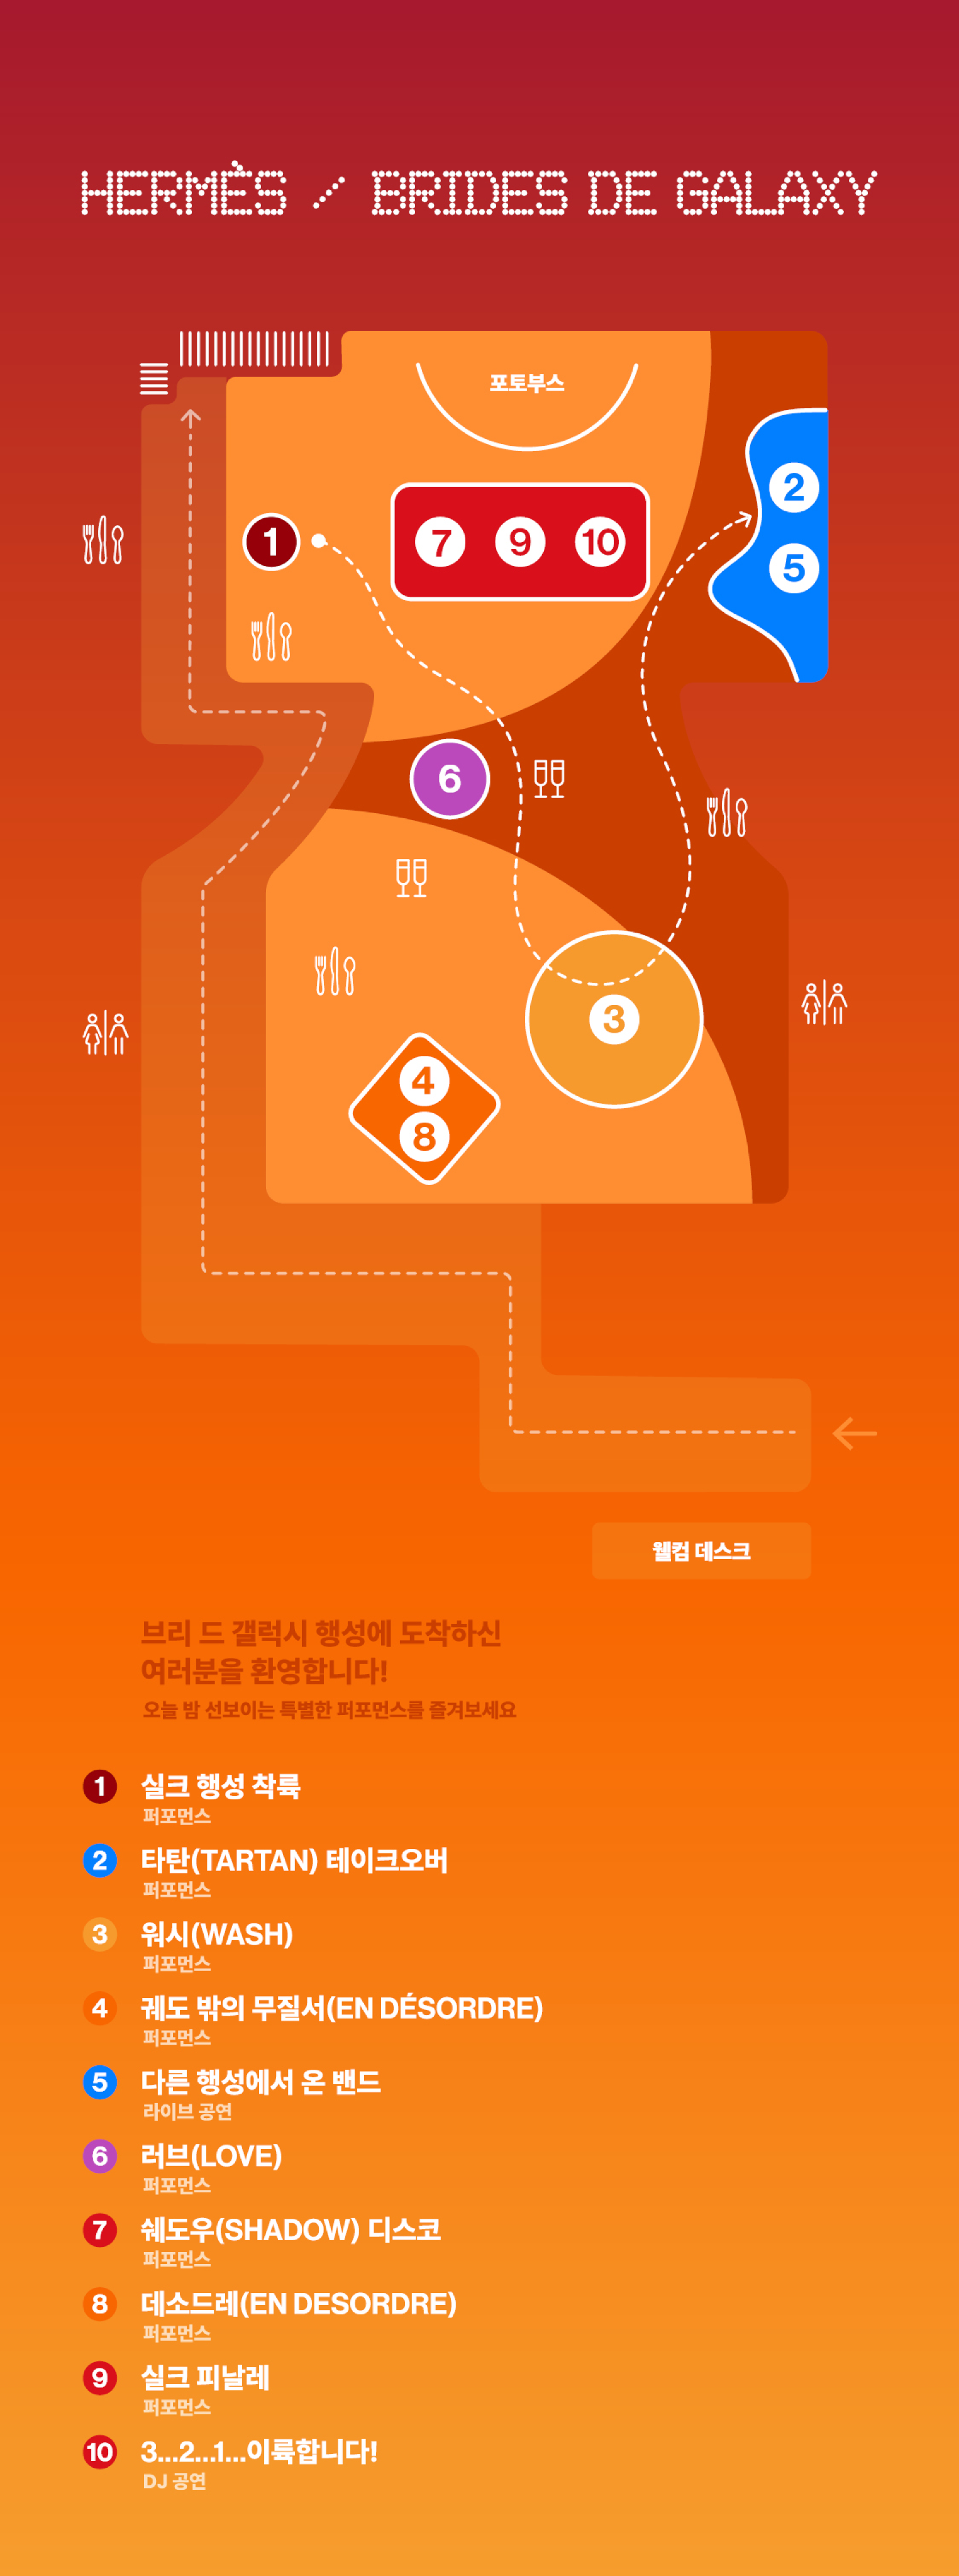 HERMÈS / BRIDES DE GALAXY
포토부스
2
1
7 9 10
5
6
3
4
8
웰컴 데스크
브리 드 갤럭시 행성에 도착하신
여러분을 환영합니다!
오늘 밤 선보이는 특별한 퍼포먼스를 즐겨보세요
1 실크 행성 착륙
퍼포먼스
2 타탄(TARTAN) 테이크오버
퍼포먼스
3 워시(WASH)
퍼포먼스
4 궤도 밖의 무질서(EN DÉSORDRE)
퍼포먼스
5 다른 행성에서 온 밴드
라이브 공연
6 러브(LOVE)
퍼포먼스
7 쉐도우(SHADOW) 디스코
퍼포먼스
8 데소드레(EN DESORDRE)
퍼포먼스
9 실크 피날레
퍼포먼스
10 3...2...1...이륙합니다!
DJ 공연